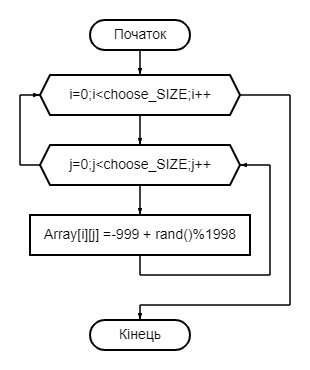 Початок
i=0;i<choose_SIZE;i++
j=0;j<choose_SIZE;j++
Array[i][j] =-999 + rand()%1998
Кінець